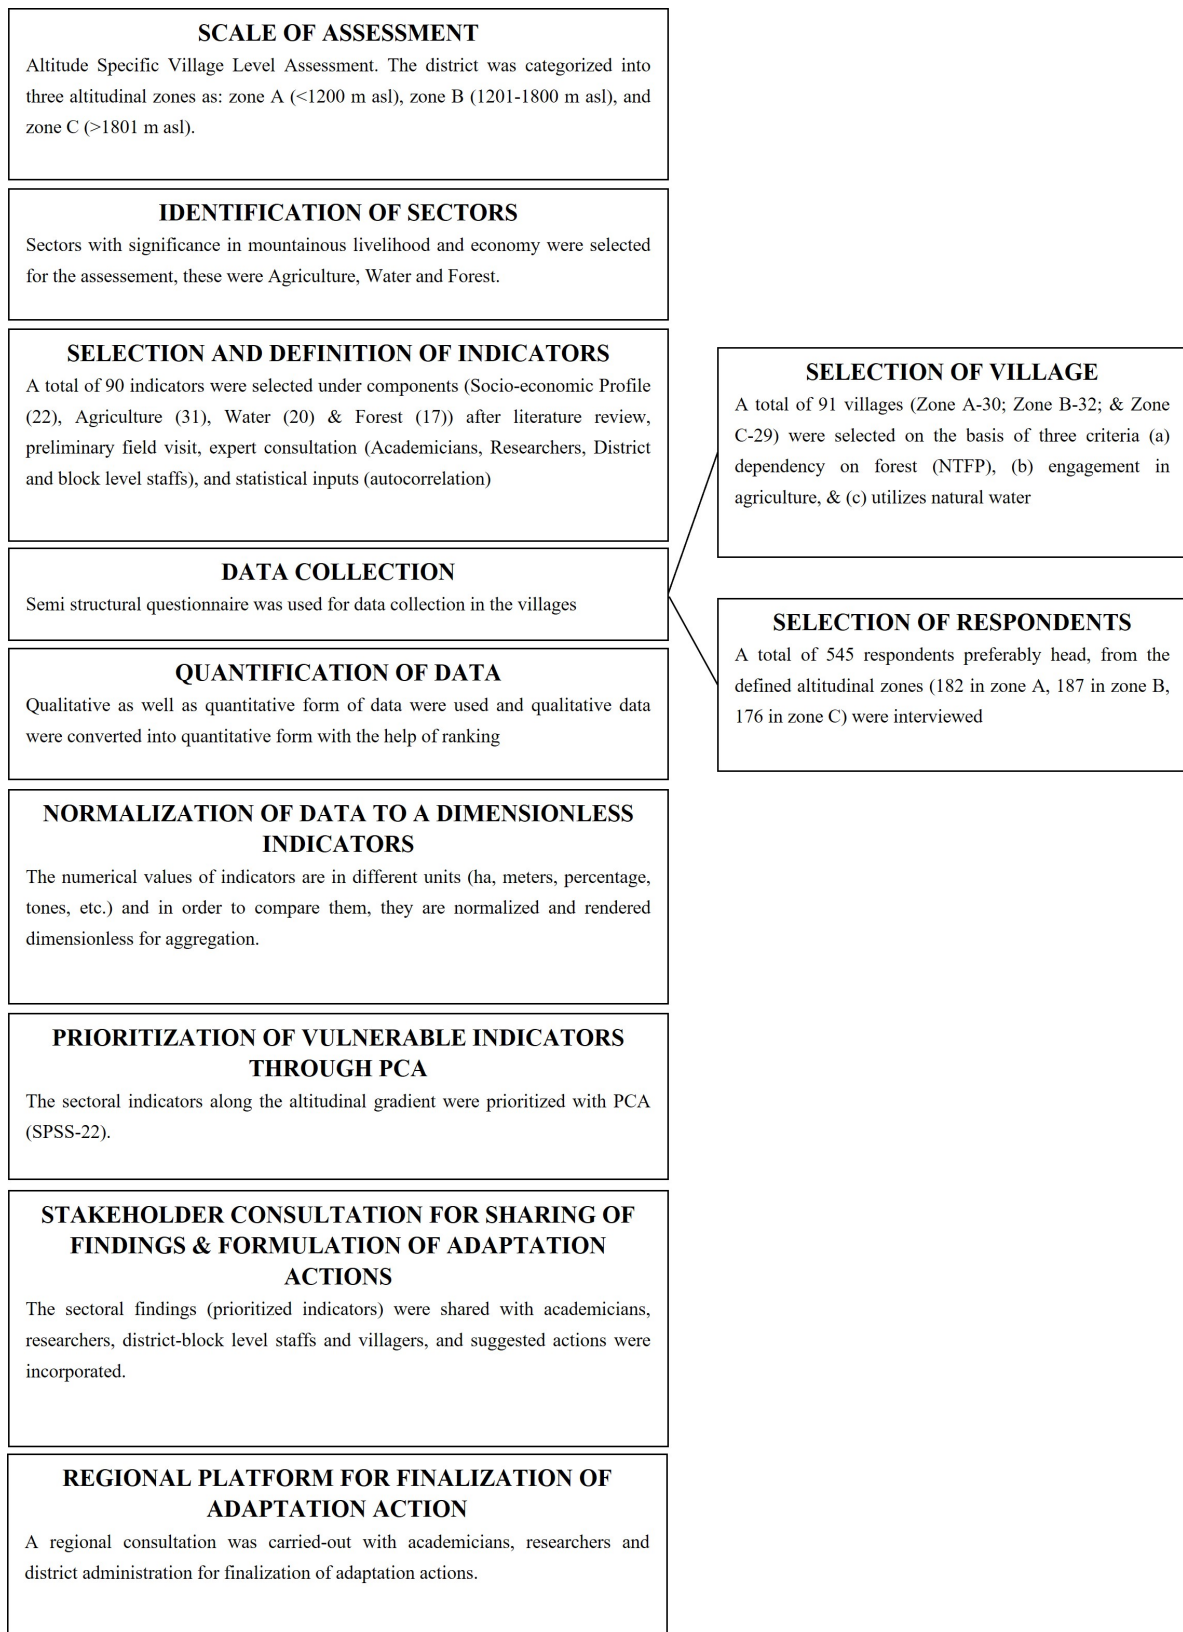 SCALE OF ASSESSMENT
Altitude Specific Village Level Assessment. The district was categorized into
three altitudinal zones as: zone A (<1200 m asl), zone B (1201-1800 m asl), and
zone C (>1801 m asl).
IDENTIFICATION OF SECTORS
Sectors with significance in mountainous livelihood and economy were selected
for the assessement, these were Agriculture, Water and Forest.
SELECTION AND DEFINITION OF INDICATORS
A total of 90 indicators were selected under components (Socio-economic Profile
(22), Agriculture (31), Water (20) & Forest (17)) after literature review,
preliminary field visit, expert consultation (Academicians, Researchers, District
and block level staffs), and statistical inputs (autocorrelation)
DATA COLLECTION
Semi structural questionnaire was used for data collection in the villages
SELECTION OF VILLAGE
A total of 91 villages (Zone A-30; Zone B-32; & Zone
C-29) were selected on the basis of three criteria (a)
dependency on forest (NTFP), (b) engagement in
agriculture, & (c) utilizes natural water
SELECTION OF RESPONDENTS
A total of 545 respondents preferably head, from the
defined altitudinal zones (182 in zone A, 187 in zone B,
176 in zone C) were interviewed
QUANTIFICATION OF DATA
Qualitative as well as quantitative form of data were used and qualitative data
were converted into quantitative form with the help of ranking
NORMALIZATION OF DATA TO A DIMENSIONLESS
INDICATORS
The numerical values of indicators are in different units (ha, meters, percentage,
tones, etc.) and in order to compare them, they are normalized and rendered
dimensionless for aggregation.
PRIORITIZATION OF VULNERABLE INDICATORS
THROUGH PCA
The sectoral indicators along the altitudinal gradient were prioritized with PCA
(SPSS-22).
STAKEHOLDER CONSULTATION FOR SHARING OF
FINDINGS & FORMULATION OF ADAPTATION
ACTIONS
The sectoral findings (prioritized indicators) were shared with academicians,
researchers, district-block level staffs and villagers, and suggested actions were
incorporated.
REGIONAL PLATFORM FOR FINALIZATION OF
ADAPTATION ACTION
A regional consultation was carried-out with academicians, researchers and
district administration for finalization of adaptation actions.